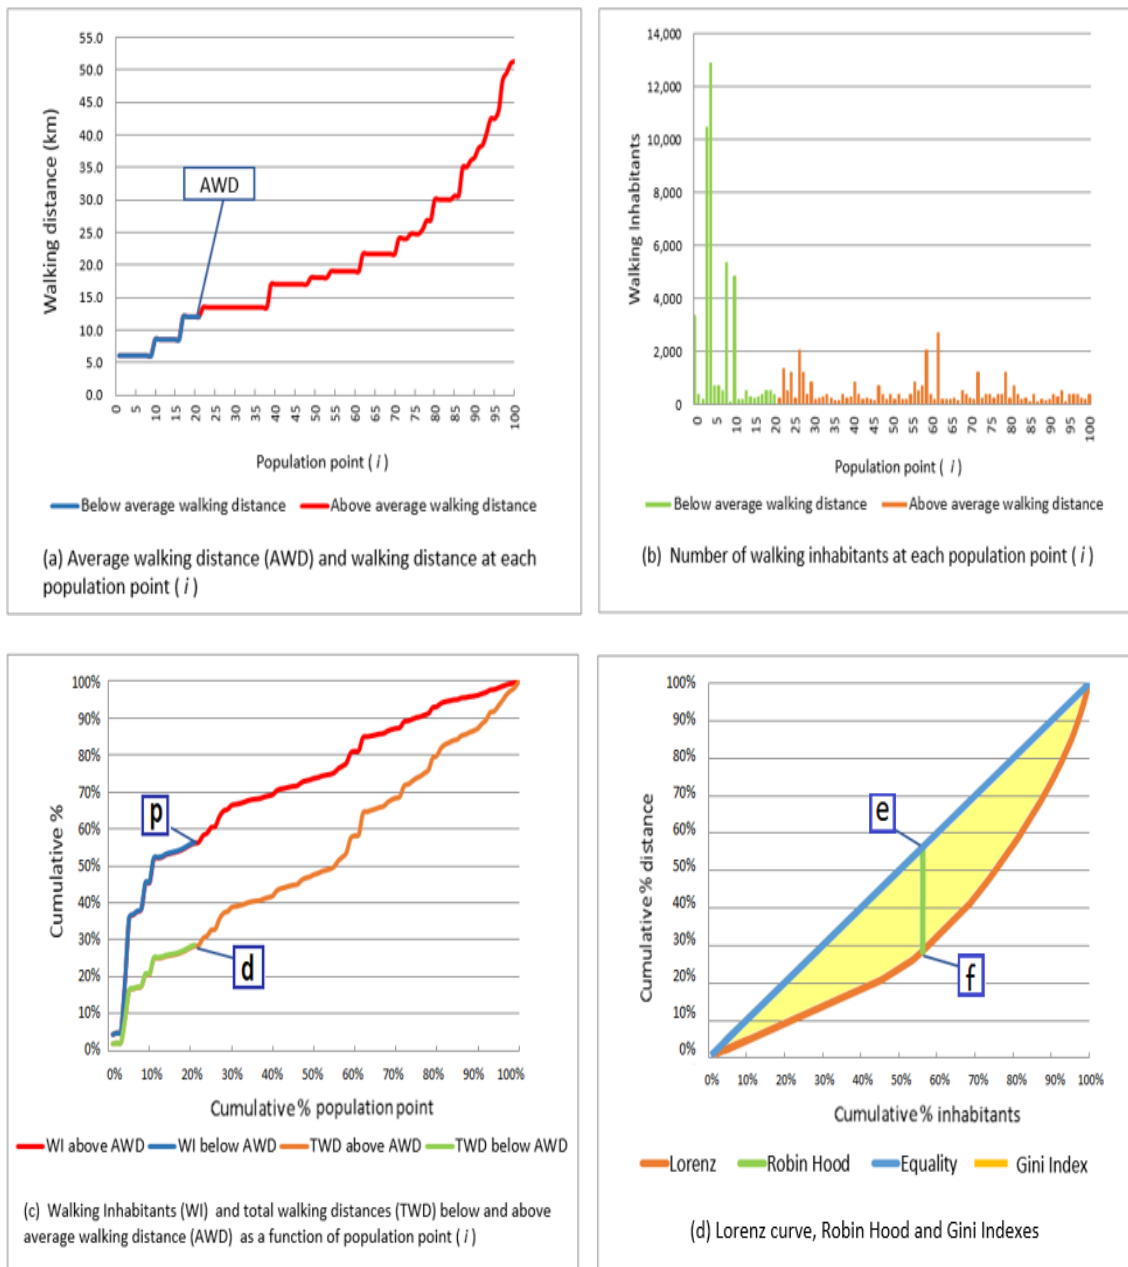 55.0
50.0
45.0
40.0
35.0
30.0
25.0
20.0
15.0
10.0
5.0
0.0
Walking distance (km)
AWD
0 5 10 15 20 25 30 35 40 45 50 55 60 65 70 75 80 85 90 95 100
Population point ( i )
Below average walking distance Above average walking distance
(a) Average walking distance (AWD) and walking distance at each
population point ( i )
14,000
12,000
10,000
8,000
6,000
4,000
2,000
0
Walking Inhabitants
0 5 10 15 20 25 30 35 40 45 50 55 60 65 70 75 80 85 90 95 100
Population point ( i )
Below average walking distance Above average walking distance
(b) Number of walking inhabitants at each population point ( i )
100%
90%
80%
70%
60%
50%
40%
30%
20%
10%
0%
Cumulative %
p
d
0% 10% 20% 30% 40% 50% 60% 70% 80% 90% 100%
Cumulative % population point
WI above AWD WI below AWD TWD above AWD TWD below AWD
(c) Walking Inhabitants (WI) and total walking distances (TWD) below and above
average walking distance (AWD) as a function of population point ( i )
100%
90%
80%
70%
60%
50%
40%
30%
20%
10%
0%
Cumulative % distance
e
f
0% 10% 20% 30% 40% 50% 60% 70% 80% 90% 100%
Cumulative % inhabitants
Lorenz Robin Hood Equality Gini Index
(d) Lorenz curve, Robin Hood and Gini Indexes